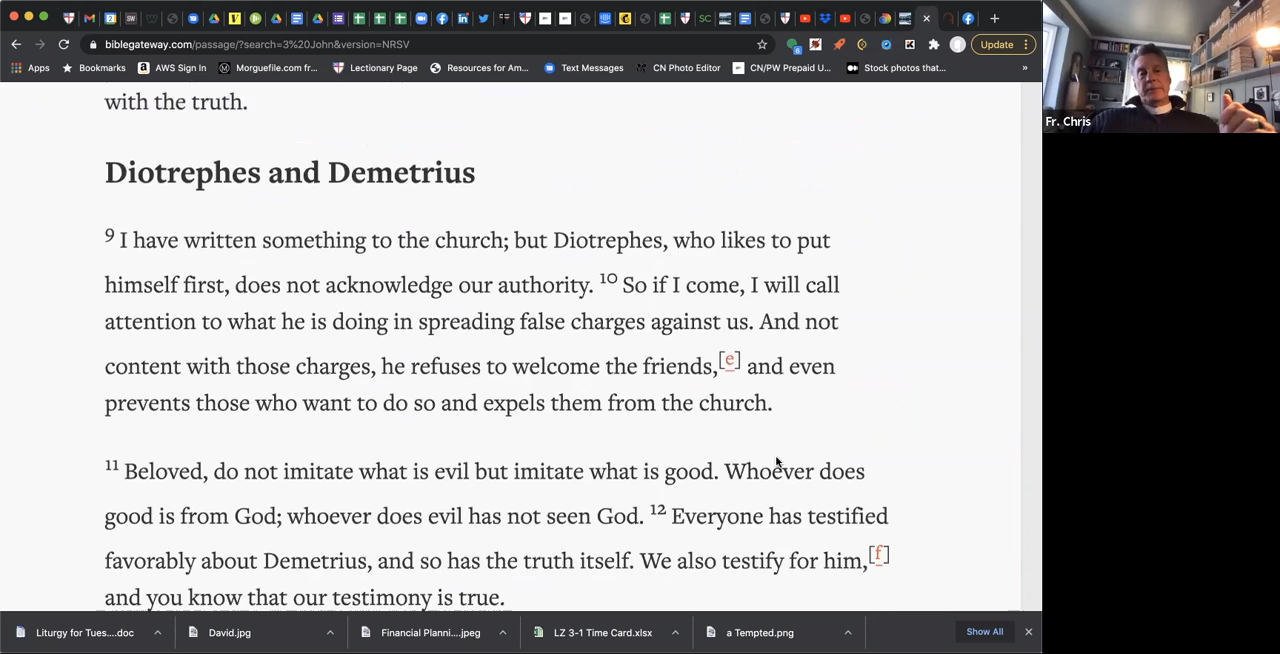 biblegateway.com/passage/?search=3%20John&version=NRSV
Update
Apps Bookmarks AWS Sign In Morguefile.com fr... Lectionary Page Resources for Am... Text Messages CN Photo Editor CN/PW Prepaid U... Stock photos that... »
with the truth.
Diotrephes and Demetrius
9 I have written something to the church; but Diotrephes, who likes to put
himself first, does not acknowledge our authority. 10 So if I come, I will call
attention to what he is doing in spreading false charges against us. And not
content with those charges, he refuses to welcome the friends,[e] and even
prevents those who want to do so and expels them from the church.
11 Beloved, do not imitate what is evil but imitate what is good. Whoever does
good is from God; whoever does evil has not seen God. 12 Everyone has testified
favorably about Demetrius, and so has the truth itself. We also testify for him,[f]
and you know that our testimony is true.
Liturgy for Tues....doc David.jpg Financial Planni....jpeg LZ 3-1 Time Card.xlsx a Tempted.png Show All
Fr. Chris